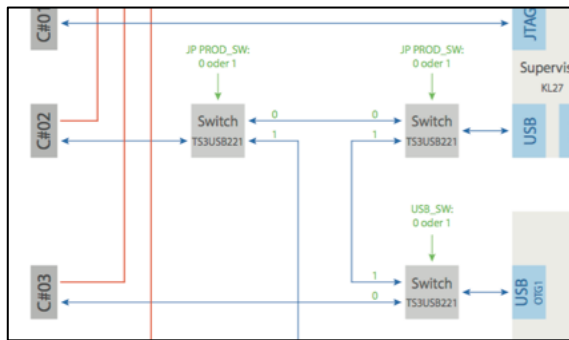 C#01
JTAG
JP PROD_SW:
0 oder 1
JP PROD_SW:
0 oder 1
Supervis
KL27
C#02
Switch
TS3USB221
0
1
0
1
Switch
TS3USB221
USB
USB_SW:
0 oder 1
C#03
1
0
Switch
TS3USB221
USB
OTG1